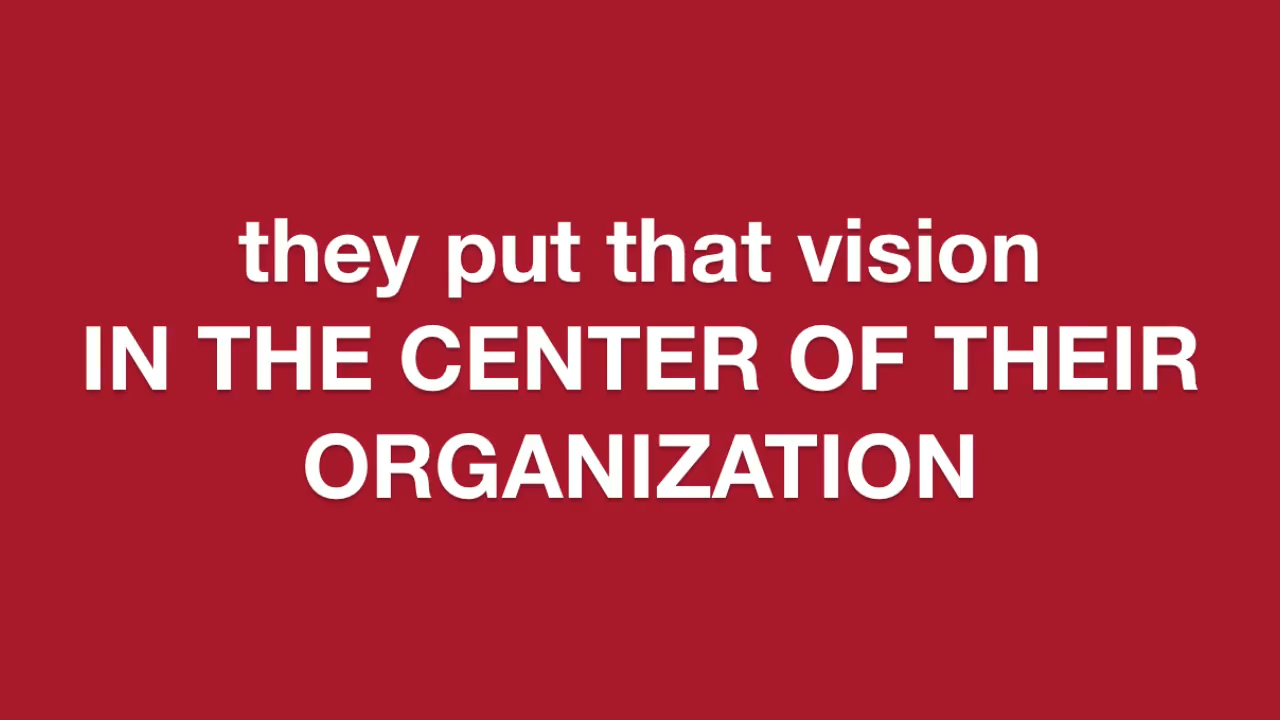 they put that vision
IN THE CENTER OF THEIR
ORGANIZATION